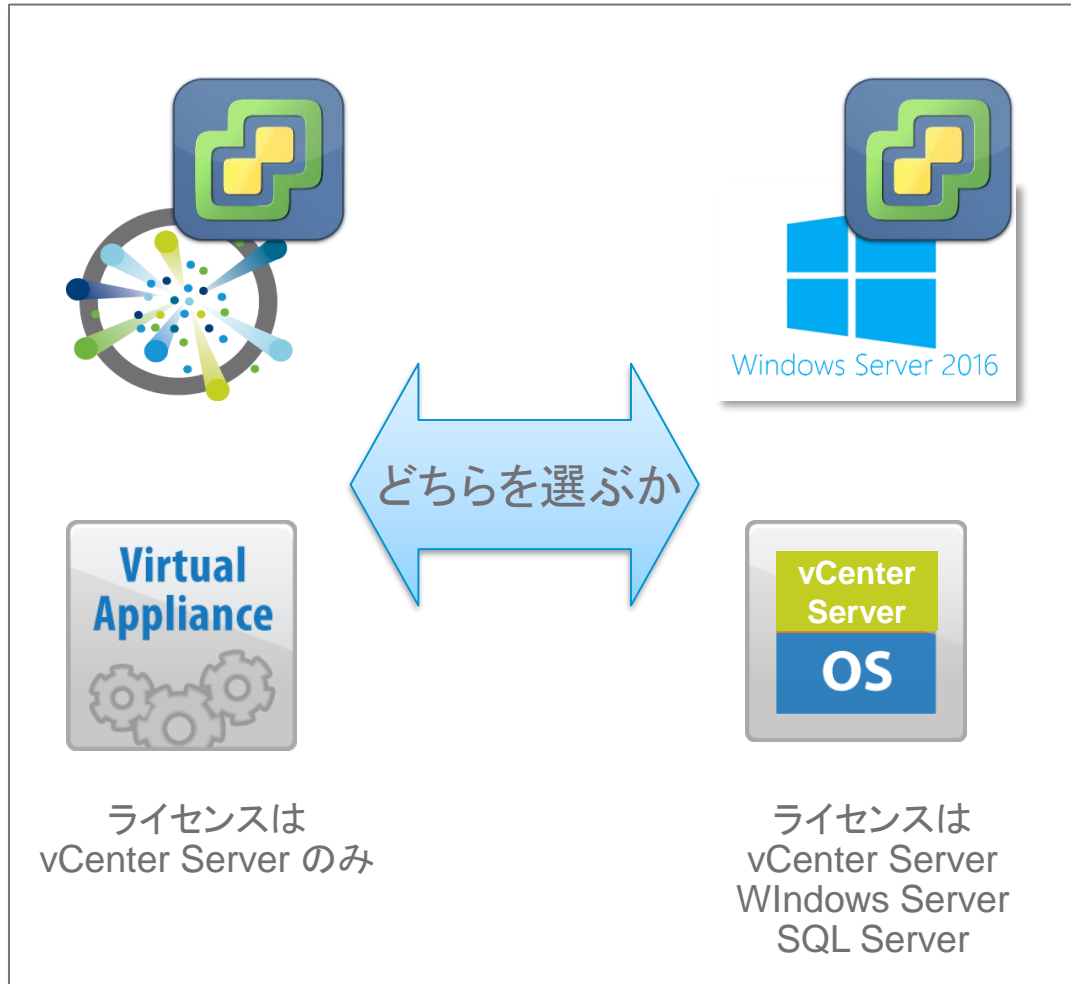 Windows Server 2016
どちらを選ぶか
Virtual
Appliance
vCenter
Server
OS
ライセンスは
vCenter Server のみ
ライセンスは
vCenter Server
WIndows Server
SQL Server